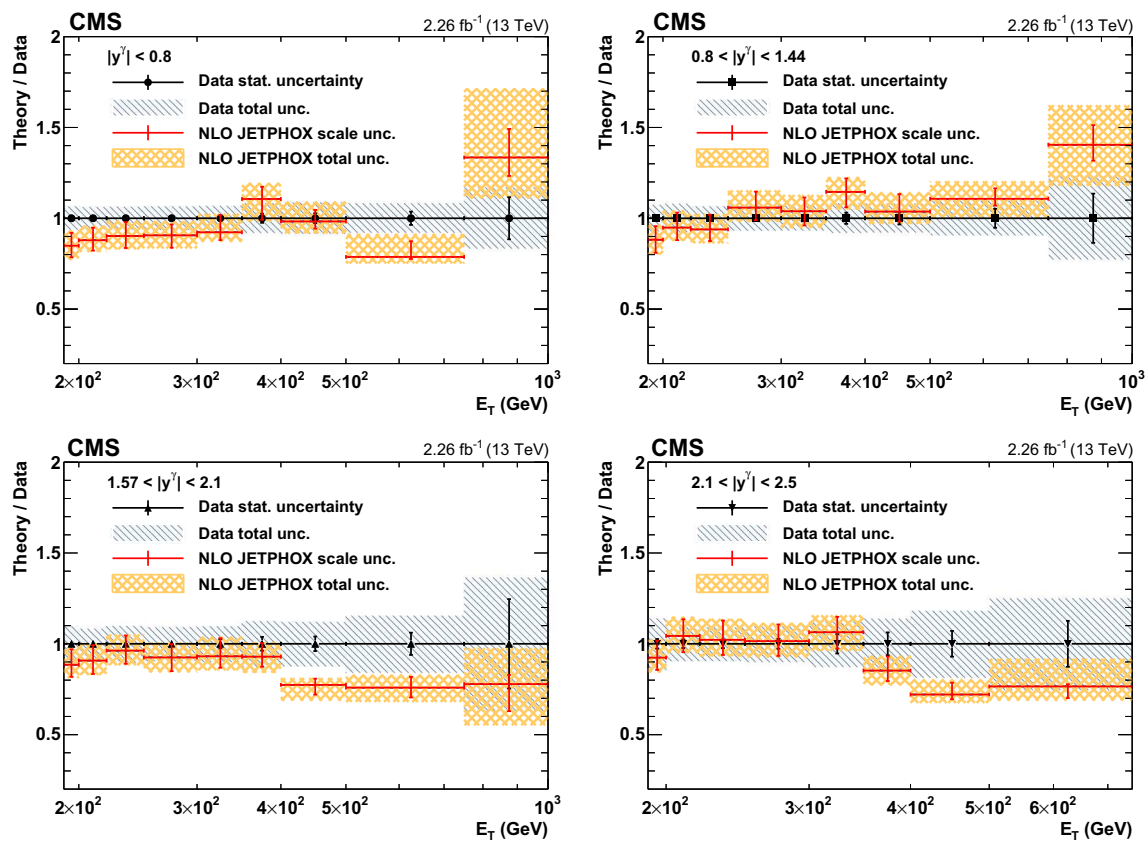 CMS 2.26 fb⁻¹ (13 TeV)
Theory / Data
|y^γ| < 0.8
Data stat. uncertainty
Data total unc.
NLO JETPHOX scale unc.
NLO JETPHOX total unc.
2
1.5
1
0.5
2×10² 3×10² 4×10² 5×10² 10³
E_T (GeV)
CMS 2.26 fb⁻¹ (13 TeV)
Theory / Data
0.8 < |y^γ| < 1.44
Data stat. uncertainty
Data total unc.
NLO JETPHOX scale unc.
NLO JETPHOX total unc.
2
1.5
1
0.5
2×10² 3×10² 4×10² 5×10² 10³
E_T (GeV)
CMS 2.26 fb⁻¹ (13 TeV)
Theory / Data
1.57 < |y^γ| < 2.1
Data stat. uncertainty
Data total unc.
NLO JETPHOX scale unc.
NLO JETPHOX total unc.
2
1.5
1
0.5
2×10² 3×10² 4×10² 5×10² 10³
E_T (GeV)
CMS 2.26 fb⁻¹ (13 TeV)
Theory / Data
2.1 < |y^γ| < 2.5
Data stat. uncertainty
Data total unc.
NLO JETPHOX scale unc.
NLO JETPHOX total unc.
2
1.5
1
0.5
2×10² 3×10² 4×10² 5×10² 6×10²
E_T (GeV)